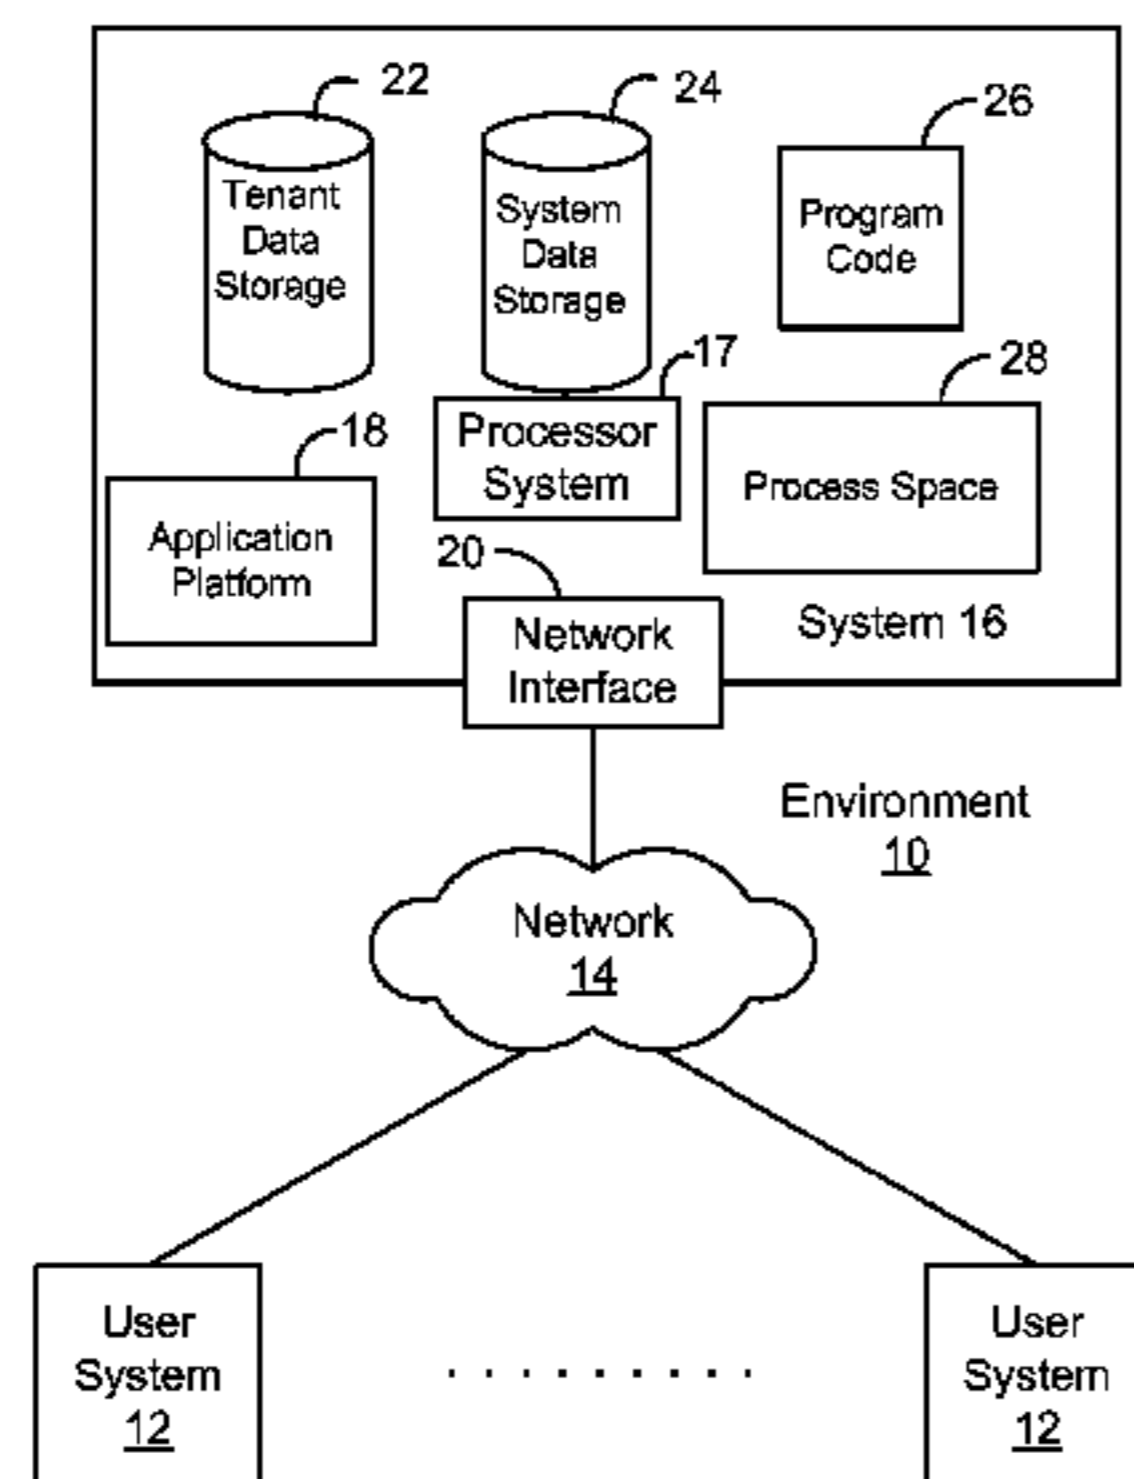 22
24
26
Tenant
Data
Storage
System
Data
Storage
Program
Code
17
28
18
Processor
System
Process Space
Application
Platform
20
Network
Interface
System 16
Environment
10
Network
14
User
System
12
. . . . . . . . .
User
System
12